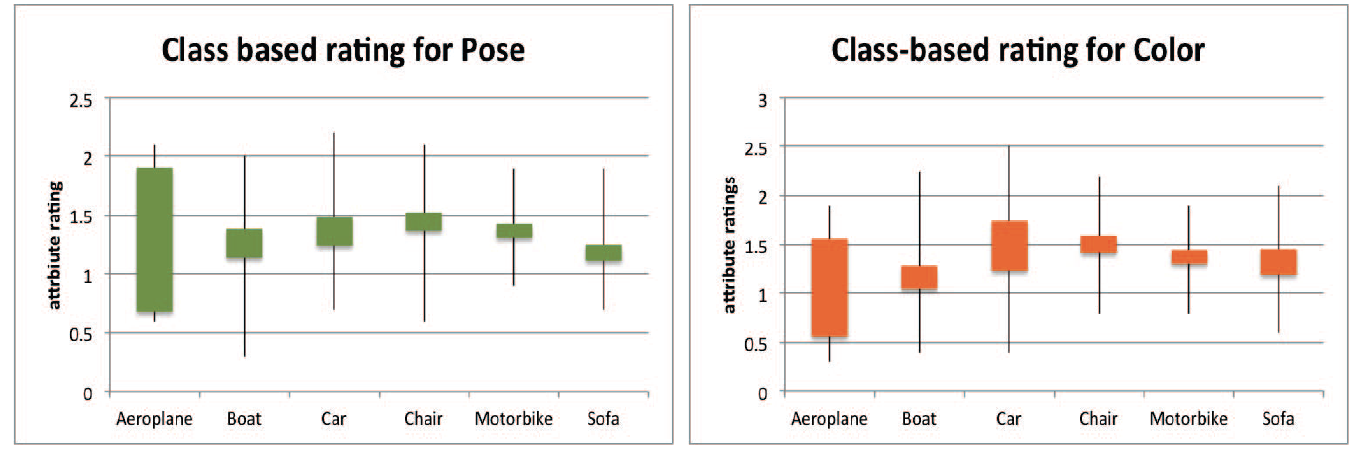 Class based rating for Pose
attrbiute rating
2.5
2
1.5
1
0.5
0
Aeroplane Boat Car Chair Motorbike Sofa
Class-based rating for Color
attribute ratings
3
2.5
2
1.5
1
0.5
0
Aeroplane Boat Car Chair Motorbike Sofa